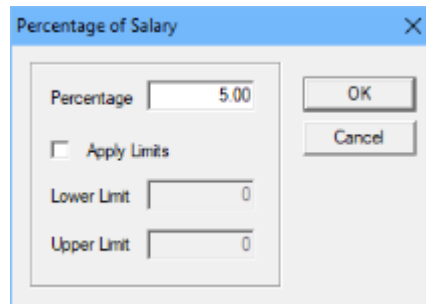 Percentage of Salary
Percentage 5.00
OK
Apply Limits
Cancel
Lower Limit 0
Upper Limit 0